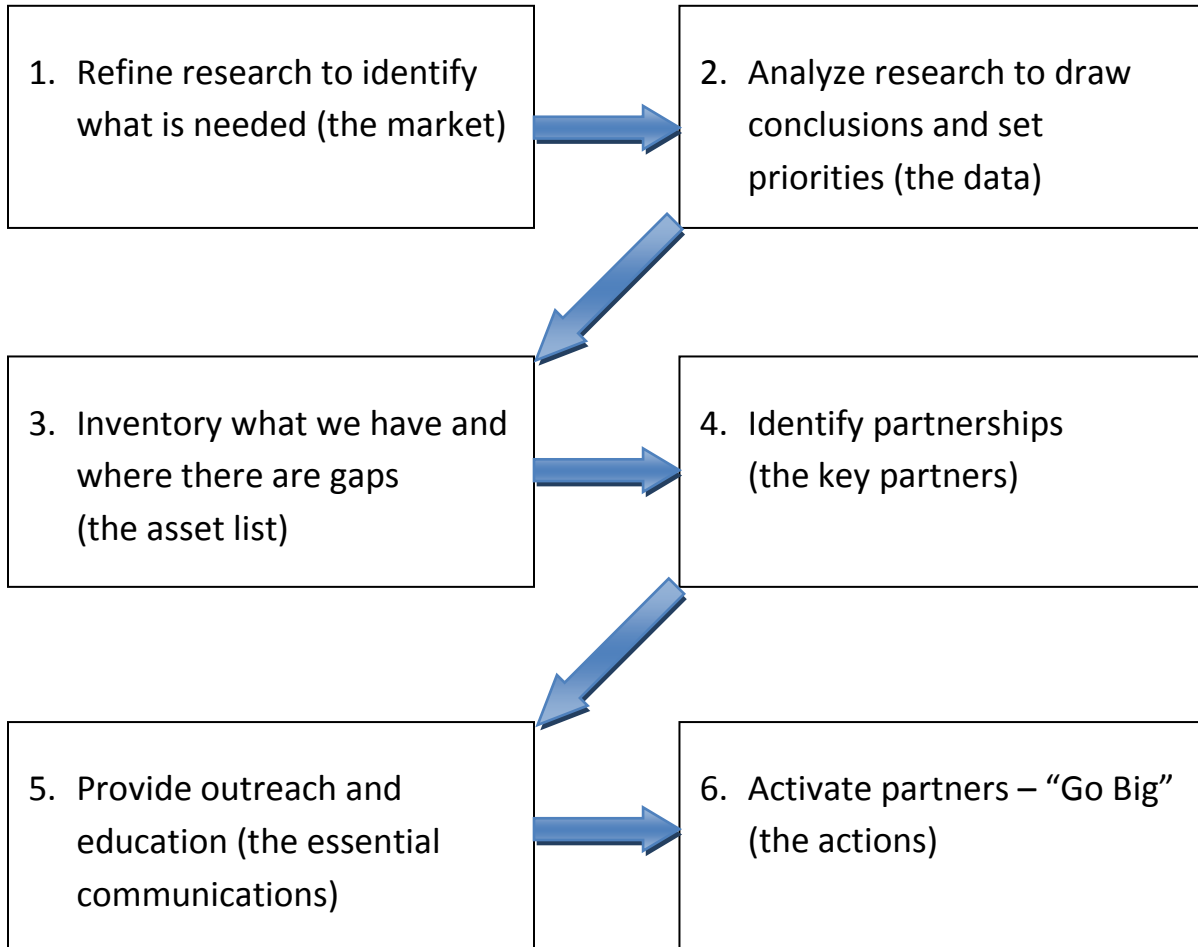 1. Refine research to identify
what is needed (the market)
2. Analyze research to draw
conclusions and set
priorities (the data)
3. Inventory what we have and
where there are gaps
(the asset list)
4. Identify partnerships
(the key partners)
5. Provide outreach and
education (the essential
communications)
6. Activate partners – “Go Big”
(the actions)